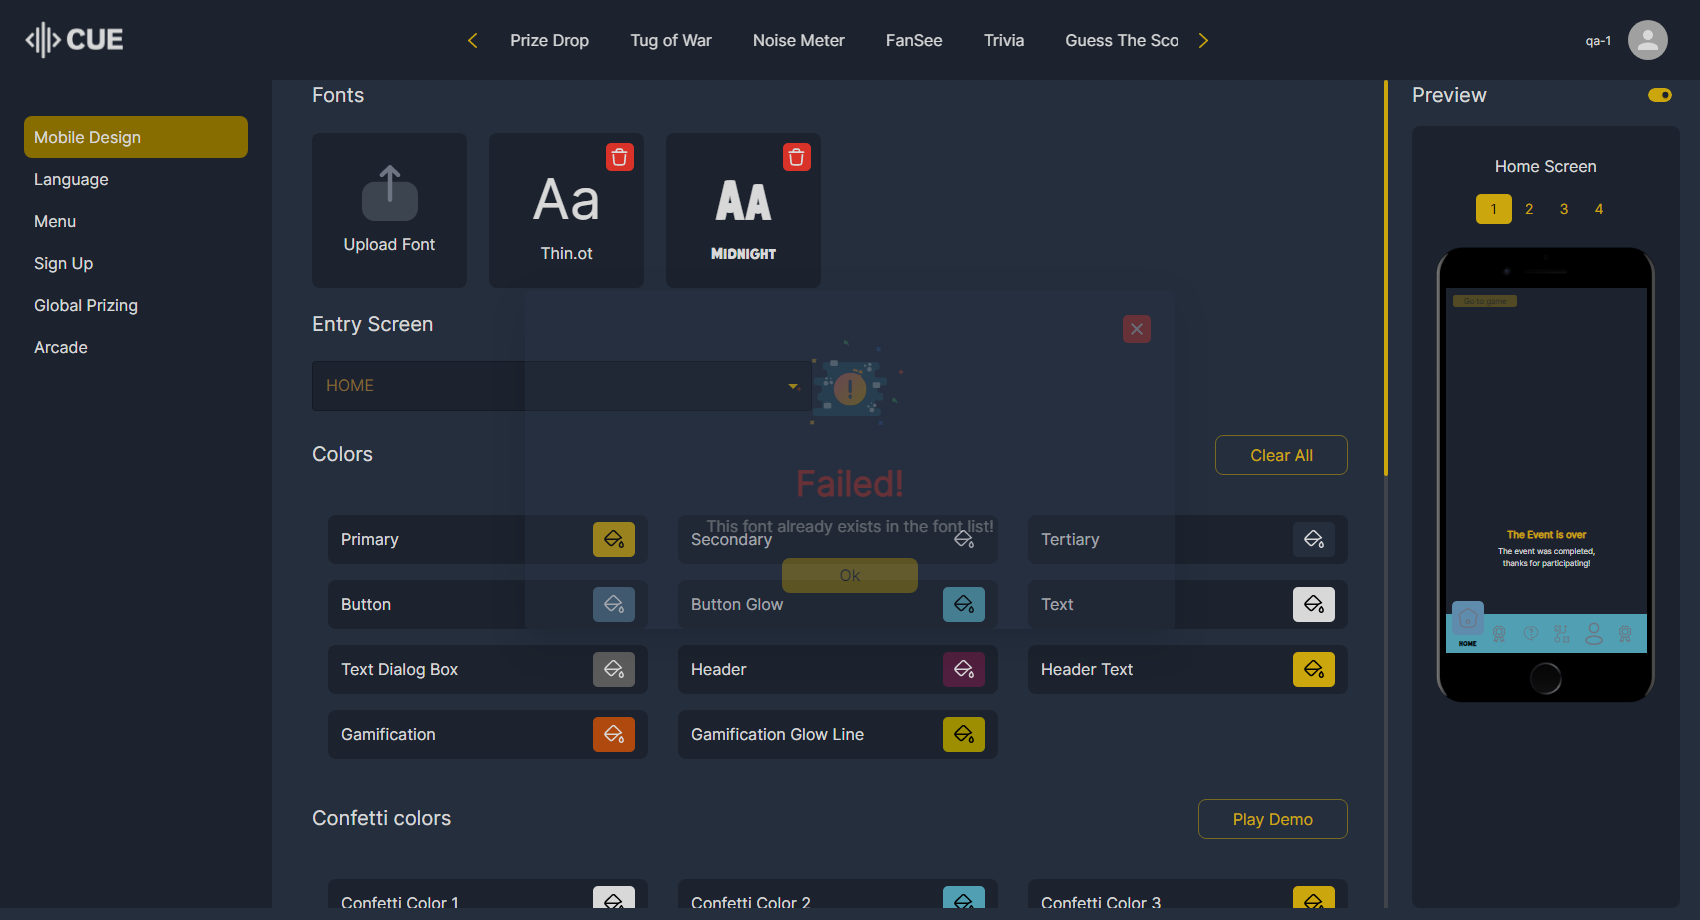 CUE
Prize Drop
Tug of War
Noise Meter
FanSee
Trivia
Guess The Sco
qa-1
Mobile Design
Language
Menu
Sign Up
Global Prizing
Arcade
Fonts
Upload Font
Aa
Thin.ot
AA
MIDNIGHT
Entry Screen
HOME
Failed!
This font already exists in the font list!
Ok
Colors
Clear All
Primary
Secondary
Tertiary
Button
Button Glow
Text
Text Dialog Box
Header
Header Text
Gamification
Gamification Glow Line
Confetti colors
Play Demo
Confetti Color 1
Confetti Color 2
Confetti Color 3
Preview
Home Screen
1 2 3 4
Go to game
The Event is over
The event was completed,
thanks for participating!
HOME